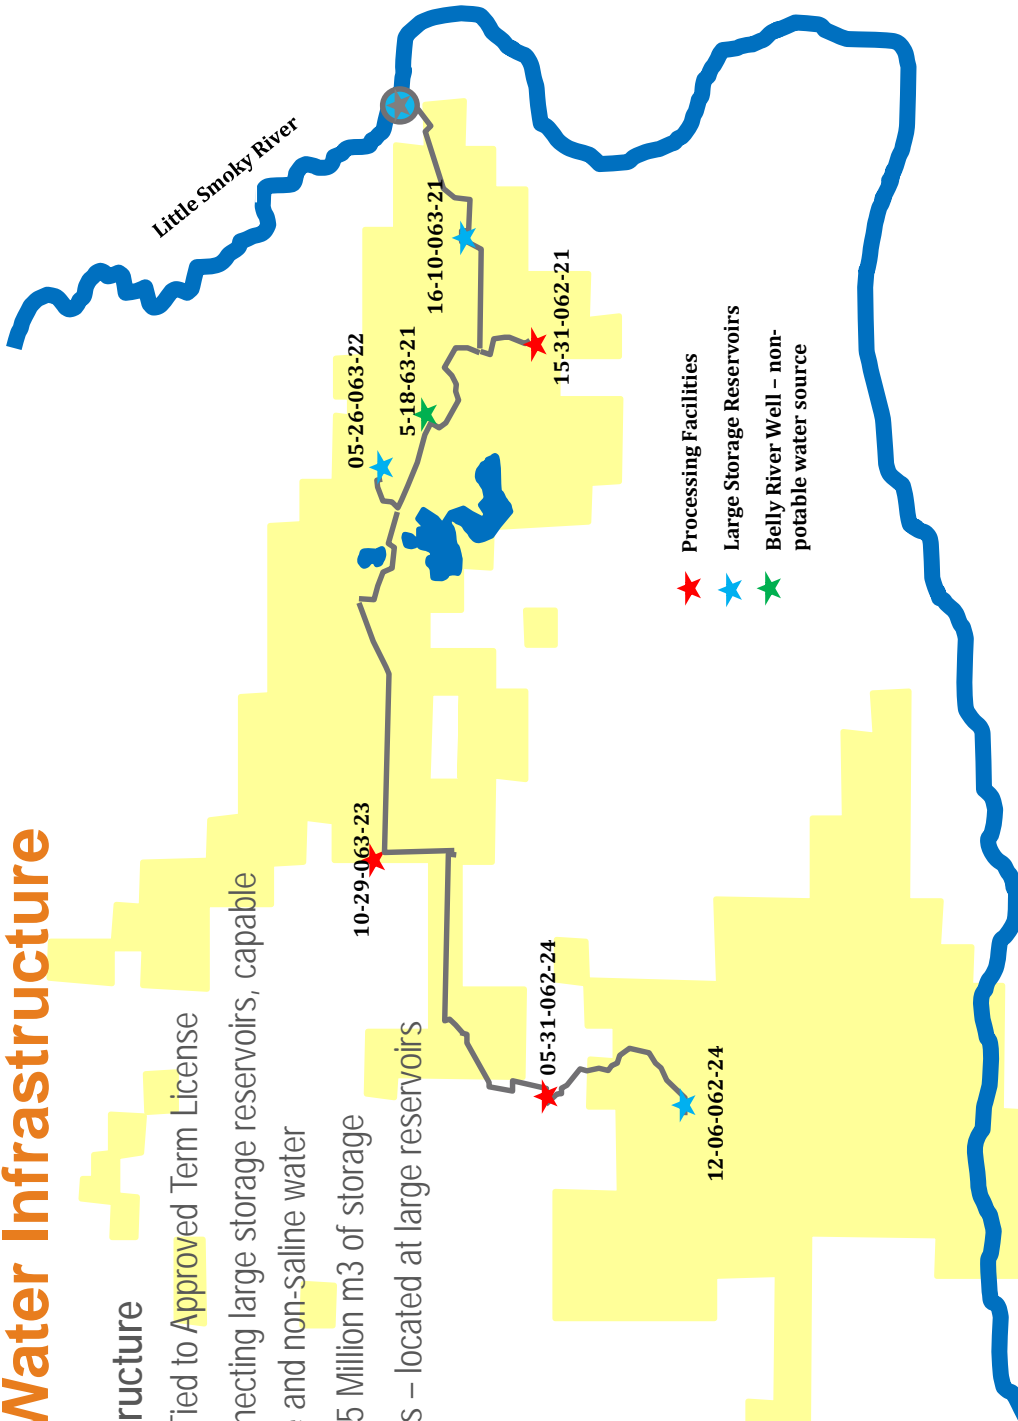 Water Infrastructure
ructure
Tied to Approved Term License
necting large storage reservoirs, capable
and non-saline water
5 Million m3 of storage
s – located at large reservoirs
Little Smoky River
16-10-063-21
15-31-062-21
05-26-063-22
5-18-63-21
10-29-063-23
05-31-062-24
12-06-062-24
Processing Facilities
Large Storage Reservoirs
Belly River Well – non-
potable water source